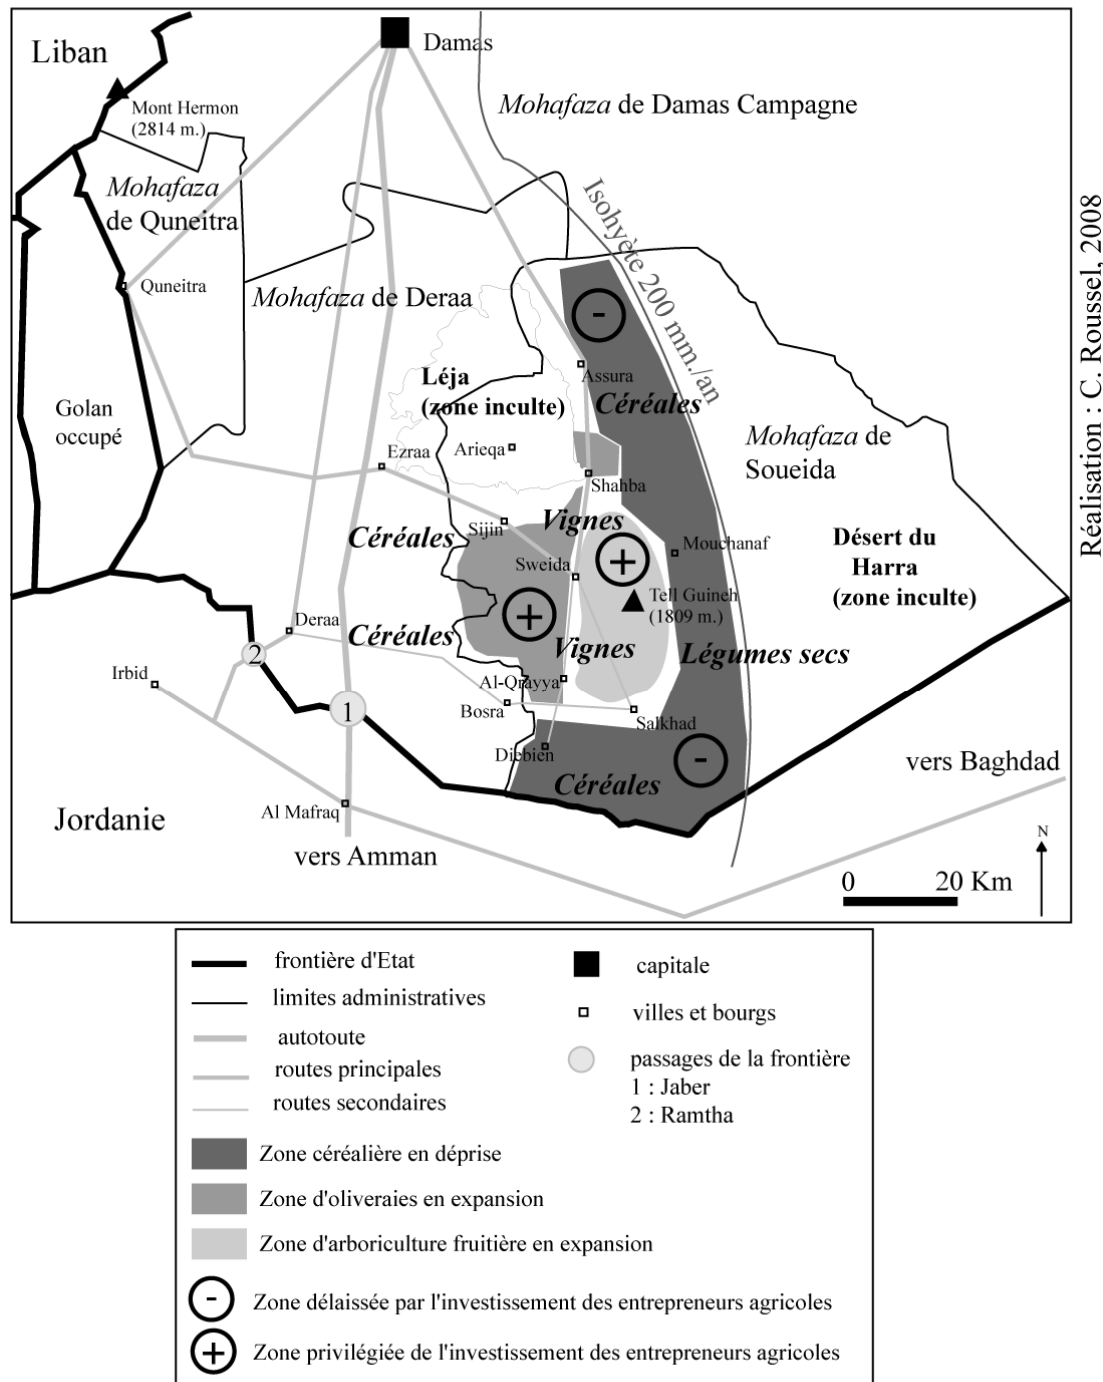 Liban
Damas
Mont Hermon
(2814 m.)
Mohafaza de Damas Campagne
Mohafaza
de Quneitra
Isohyète 200 mm./an
Quneitra
Mohafaza de Deraa
Léja
(zone inculte)
Assura
Céréales
Golan
occupé
Mohafaza de
Soueida
Ezraa
Arieqa
Shahba
Sijin
Vignes
Céréales
Mouchanaf
Désert du
Harra
(zone inculte)
Sweida
Tell Guineh
(1809 m.)
Deraa
Céréales
Vignes
Légumes secs
2
Irbid
Al-Qrayya
Bosra
Salkhad
1
Diebien
vers Baghdad
Céréales
Al Mafraq
Jordanie
vers Amman
N
0 20 Km
Réalisation : C. Roussel, 2008
frontière d'Etat
limites administratives
autotoute
routes principales
routes secondaires
capitale
villes et bourgs
passages de la frontière
1 : Jaber
2 : Ramtha
Zone céréalière en déprise
Zone d'oliveraies en expansion
Zone d'arboriculture fruitière en expansion
Zone délaissée par l'investissement des entrepreneurs agricoles
Zone privilégiée de l'investissement des entrepreneurs agricoles